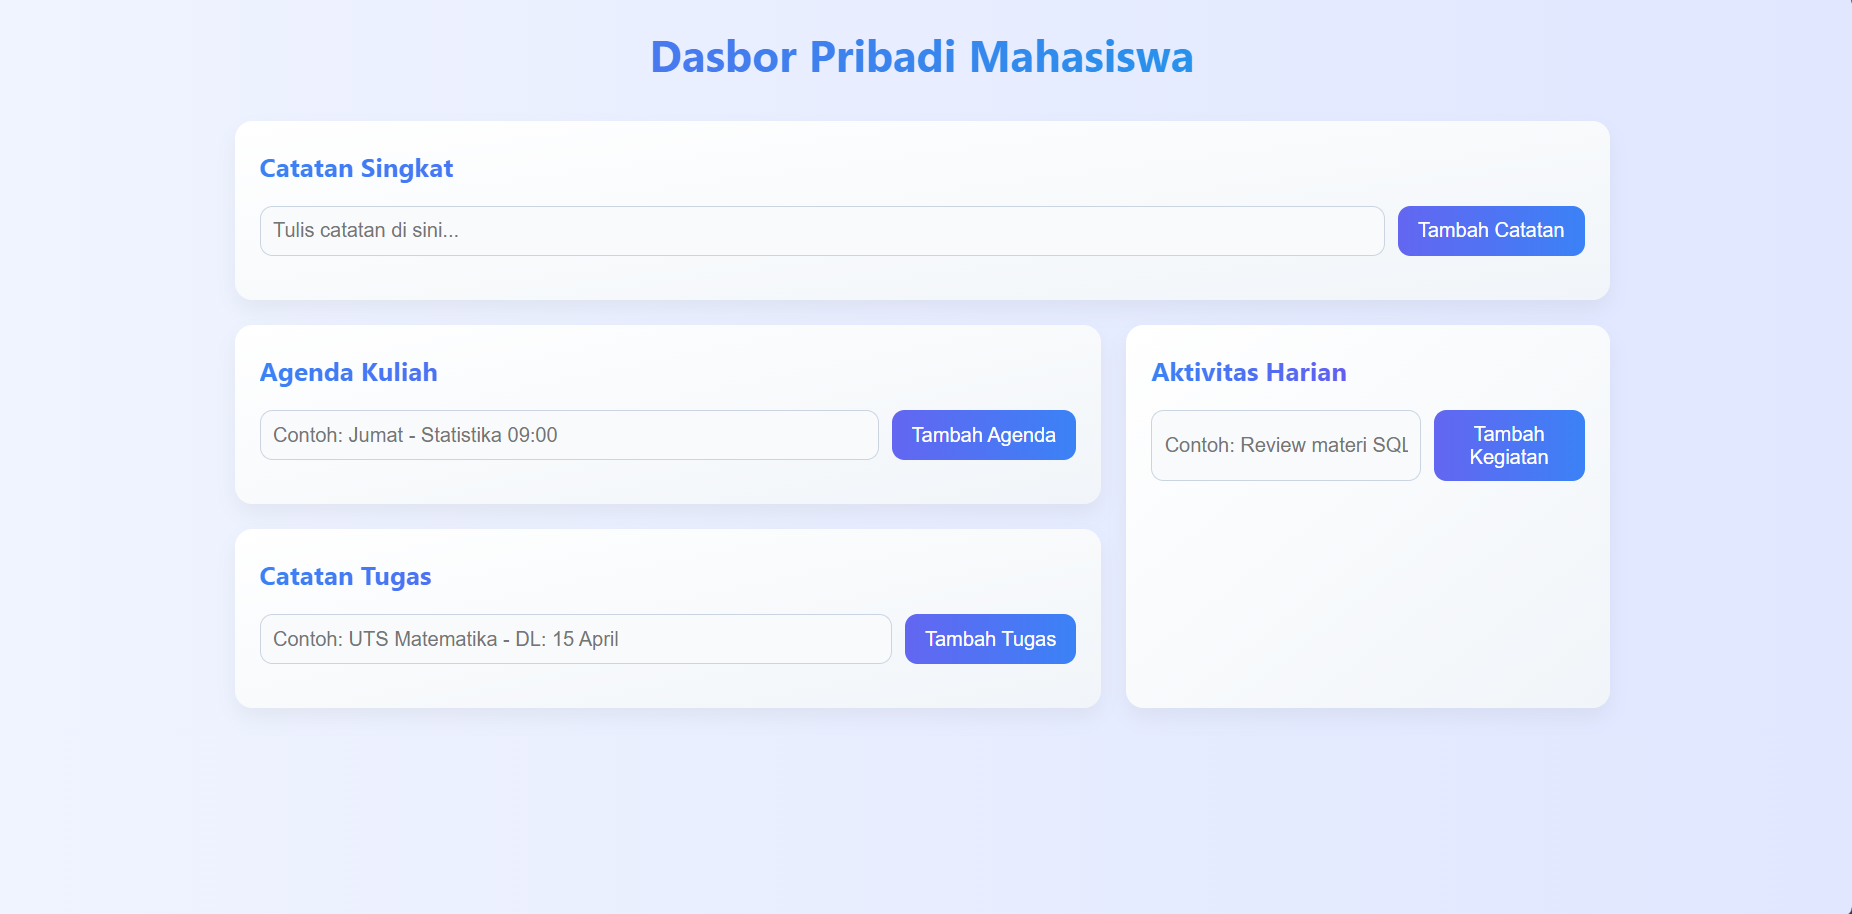 Dasbor Pribadi Mahasiswa
Catatan Singkat
Tulis catatan di sini...
Tambah Catatan
Agenda Kuliah
Contoh: Jumat - Statistika 09:00
Tambah Agenda
Aktivitas Harian
Contoh: Review materi SQL
Tambah
Kegiatan
Catatan Tugas
Contoh: UTS Matematika - DL: 15 April
Tambah Tugas